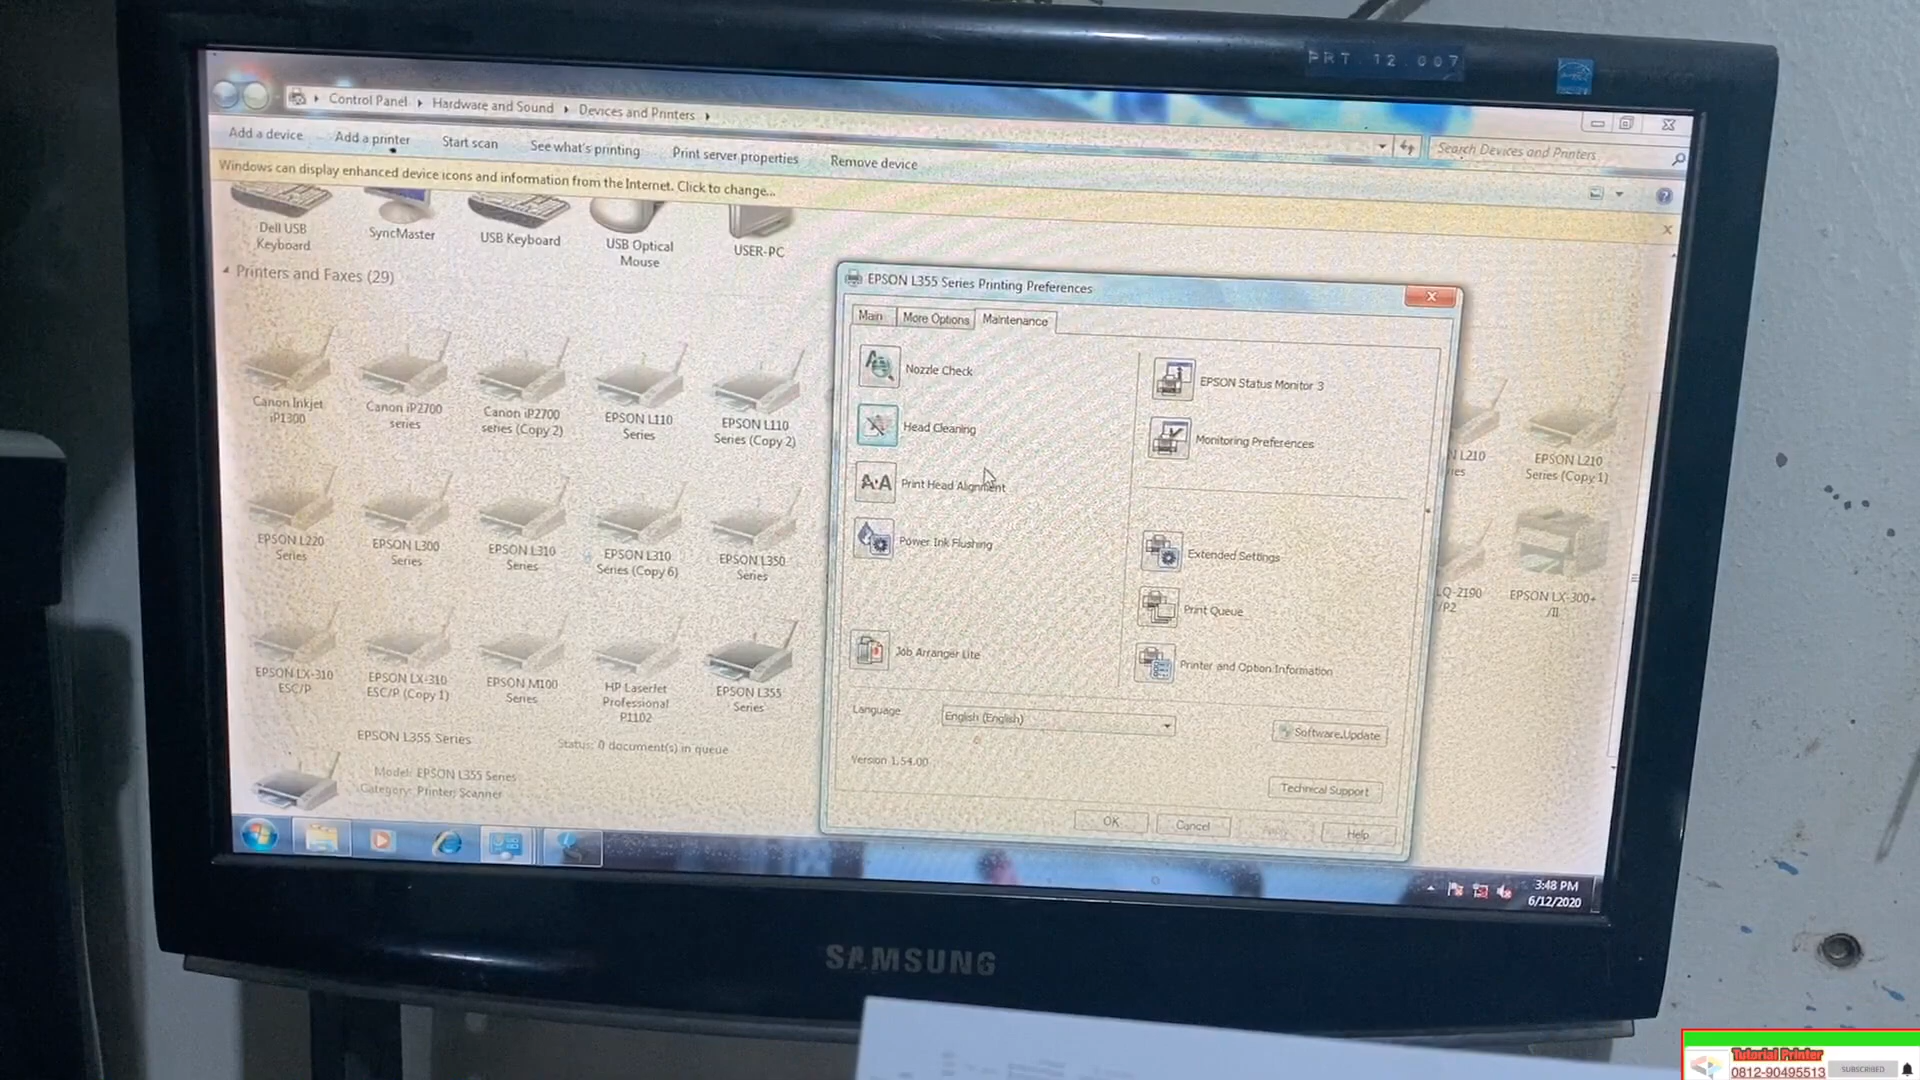 PRT.12.007
Control Panel
Hardware and Sound
Devices and Printers
Search Devices and Printers
Add a device
Add a printer
Start scan
See what's printing
Print server properties
Remove device
Windows can display enhanced device icons and information from the Internet. Click to change...
Dell USB
Keyboard
SyncMaster
USB Keyboard
USB Optical
Mouse
USER-PC
Printers and Faxes (29)
Canon Inkjet
iP1300
Canon iP2700
series
Canon iP2700
series (Copy 2)
EPSON L110
Series
EPSON L110
Series (Copy 2)
EPSON L220
Series
EPSON L300
Series
EPSON L310
Series
EPSON L310
Series (Copy 6)
EPSON L350
Series
EPSON LX-310
ESC/P
EPSON LX-310
ESC/P (Copy 1)
EPSON M100
Series
HP LaserJet
Professional
P1102
EPSON L355
Series
EPSON L355 Series
Status: 0 document(s) in queue
Model: EPSON L355 Series
Category: Printer; Scanner
EPSON L355 Series Printing Preferences
Main
More Options
Maintenance
Nozzle Check
EPSON Status Monitor 3
Head Cleaning
Monitoring Preferences
A·A
Print Head Alignment
Power Ink Flushing
Extended Settings
Print Queue
Job Arranger Lite
Printer and Option Information
Language
English (English)
Software Update
Version 1.54.00
Technical Support
OK
Cancel
Apply
Help
L210
ies
EPSON L210
Series (Copy 1)
LQ-2190
/P2
EPSON LX-300+
/II
3:48 PM
6/12/2020
SAMSUNG
Tutorial Printer
0812-90495513
SUBSCRIBED